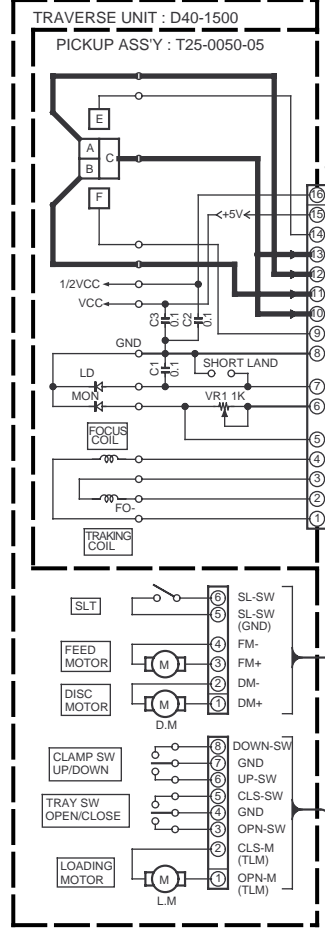 TRAVERSE UNIT : D40-1500
PICKUP ASS'Y : T25-0050-05
E
A
B
C
F
16
+5V
15
14
13
12
1/2VCC
11
VCC
10
C3
0.1
C2
0.1
9
GND
8
C1
0.1
SHORT LAND
LD
7
MON
VR1 1K
6
FOCUS
COIL
5
4
3
FO-
2
1
TRAKING
COIL
SLT
6 SL-SW
5 SL-SW
(GND)
FEED
MOTOR
M
4 FM-
3 FM+
DISC
MOTOR
M
D.M
2 DM-
1 DM+
CLAMP SW
UP/DOWN
8 DOWN-SW
7 GND
6 UP-SW
TRAY SW
OPEN/CLOSE
5 CLS-SW
4 GND
3 OPN-SW
LOADING
MOTOR
M
L.M
2 CLS-M
(TLM)
1 OPN-M
(TLM)